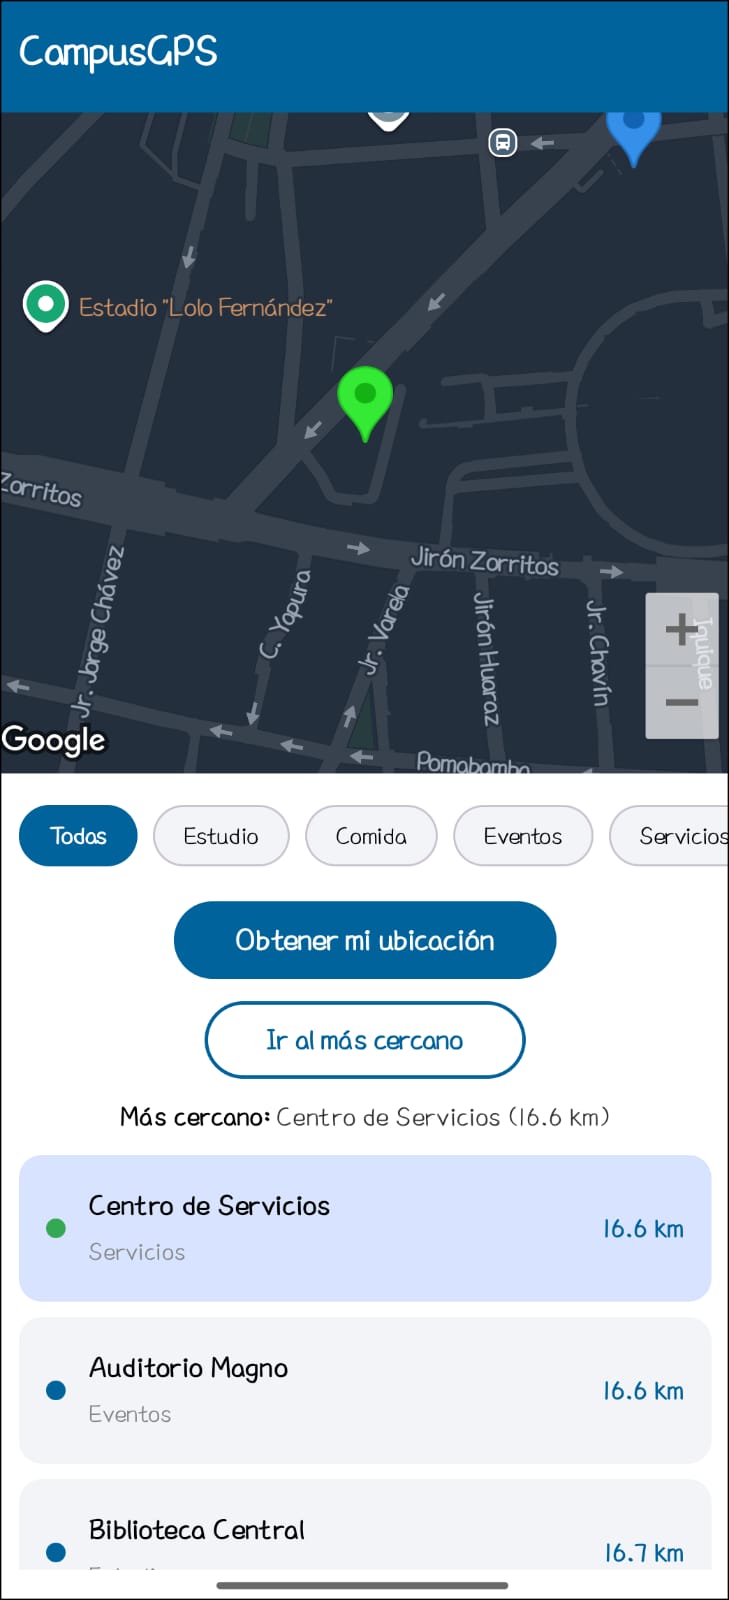 CampusGPS
Estadio "Lolo Fernández"
Zorritos
Jirón Zorritos
Jr. Jorge Chávez
C. Yapura
Jr. Varela
Jirón Huaraz
Jr. Chavín
Iquique
+
−
Google
Pomabamba
Todas
Estudio
Comida
Eventos
Servicios
Obtener mi ubicación
Ir al más cercano
Más cercano: Centro de Servicios (16.6 km)
Centro de Servicios
Servicios
16.6 km
Auditorio Magno
Eventos
16.6 km
Biblioteca Central
16.7 km